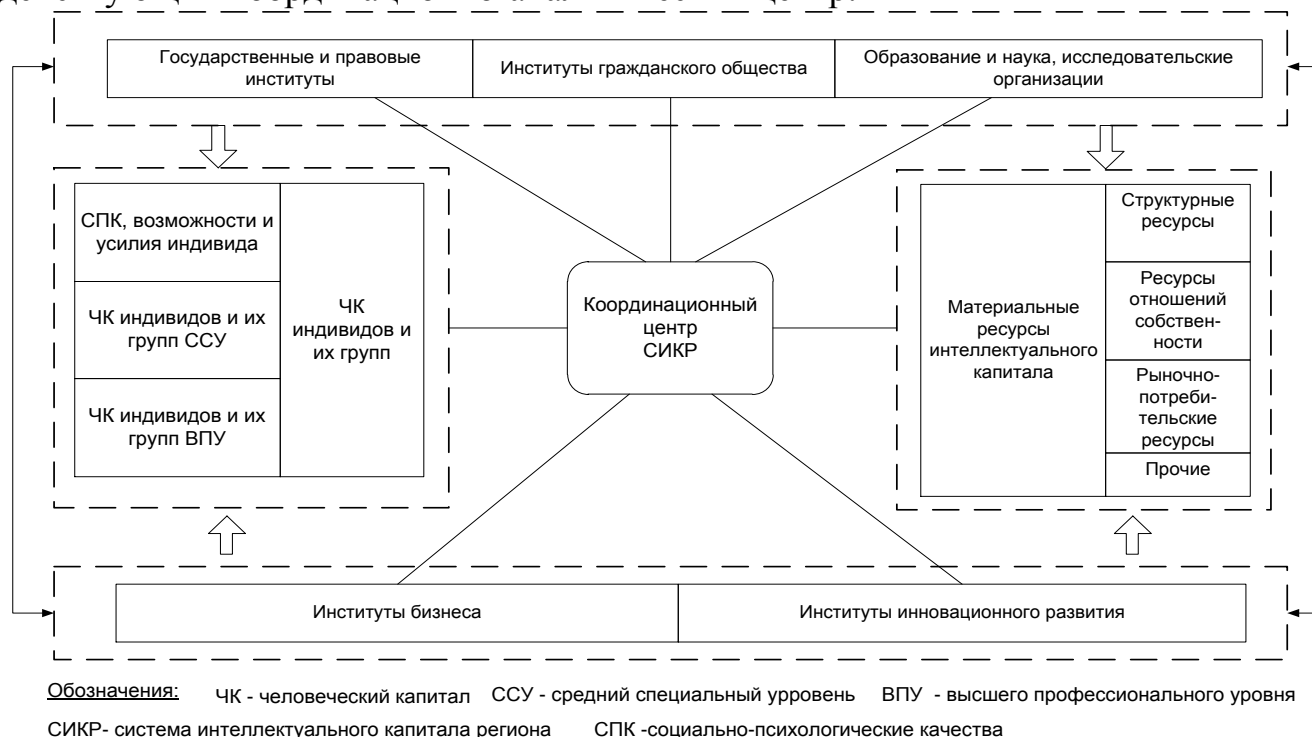 Государственные и правовые
институты
Институты гражданского общества
Образование и наука, исследовательские
организации
СПК, возможности и
усилия индивида
ЧК индивидов и их
групп ССУ
ЧК индивидов и их
групп ВПУ
ЧК
индивидов и
их групп
Координационный
центр
СИКР
Материальные
ресурсы
интеллектуального
капитала
Структурные
ресурсы
Ресурсы
отношений
собствен-
ности
Рыночно-
потреби-
тельские
ресурсы
Прочие
Институты бизнеса
Институты инновационного развития
Обозначения: ЧК - человеческий капитал ССУ - средний специальный урровень ВПУ - высшего профессионального уровня
СИКР- система интеллектуального капитала региона СПК -социально-психологические качества